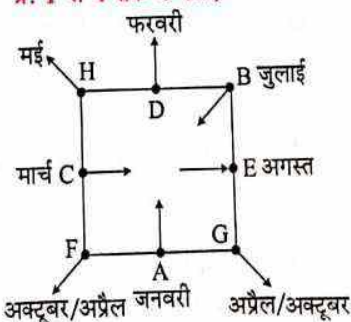 फरवरी
मई
H
D
B जुलाई
मार्च C
E अगस्त
F
G
A
अक्टूबर/अप्रैल जनवरी
अप्रैल/अक्टूबर